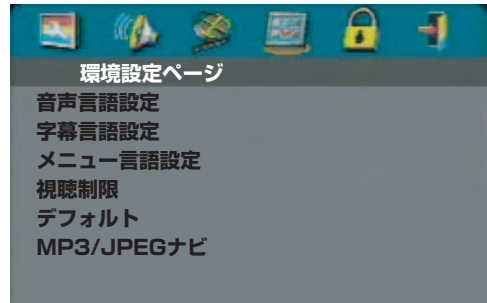 環境設定ページ
音声言語設定
字幕言語設定
メニュー言語設定
視聴制限
デフォルト
MP3/JPEGナビ